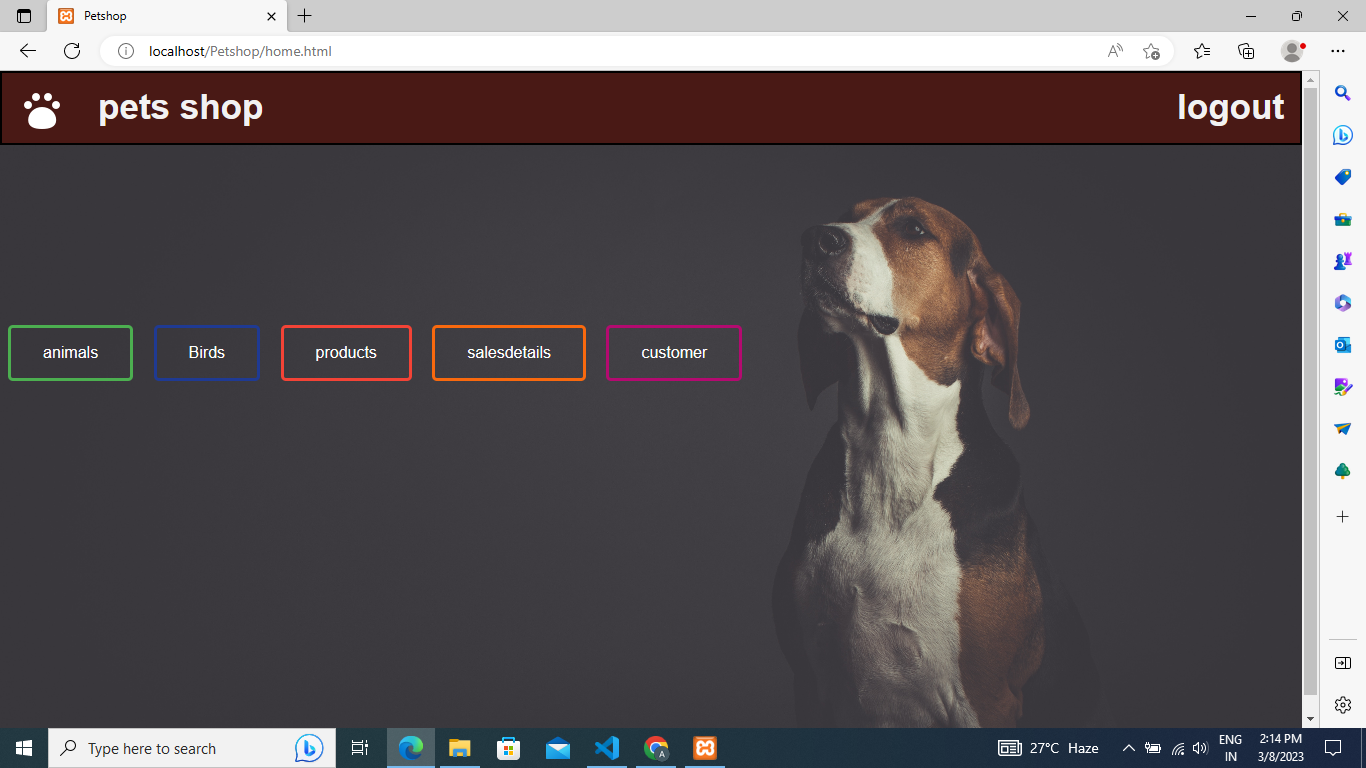 Petshop
localhost/Petshop/home.html
pets shop
logout
animals
Birds
products
salesdetails
customer
Type here to search
27°C Haze
ENG
IN
2:14 PM
3/8/2023